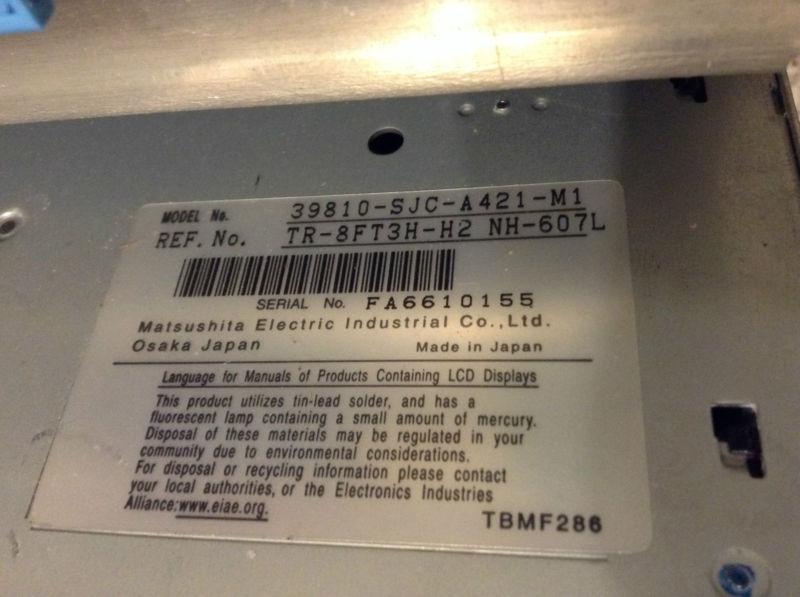 MODEL No. 39810-SJC-A421-M1
REF. No. TR-8FT3H-H2 NH-607L
SERIAL No. FA6610155
Matsushita Electric Industrial Co.,Ltd.
Osaka Japan Made in Japan
Language for Manuals of Products Containing LCD Displays
This product utilizes tin-lead solder, and has a
fluorescent lamp containing a small amount of mercury.
Disposal of these materials may be regulated in your
community due to environmental considerations.
For disposal or recycling information please contact
your local authorities, or the Electronics Industries
Alliance:www.eiae.org.
TBMF286